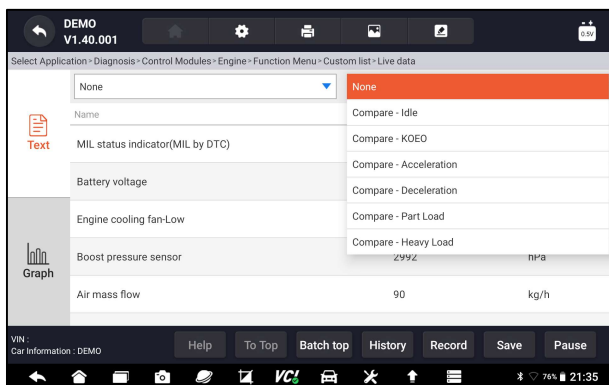 DEMO
V1.40.001
0.5V
Select Application > Diagnosis > Control Modules > Engine > Function Menu > Custom list > Live data
None
None
Name
Compare - Idle
Text
MIL status indicator(MIL by DTC)
Compare - KOEO
Compare - Acceleration
Battery voltage
Compare - Deceleration
Engine cooling fan-Low
Compare - Part Load
Compare - Heavy Load
Graph
Boost pressure sensor 2992 hPa
Air mass flow 90 kg/h
VIN :
Car Information : DEMO
Help To Top Batch top History Record Save Pause
VC! 76% 21:35